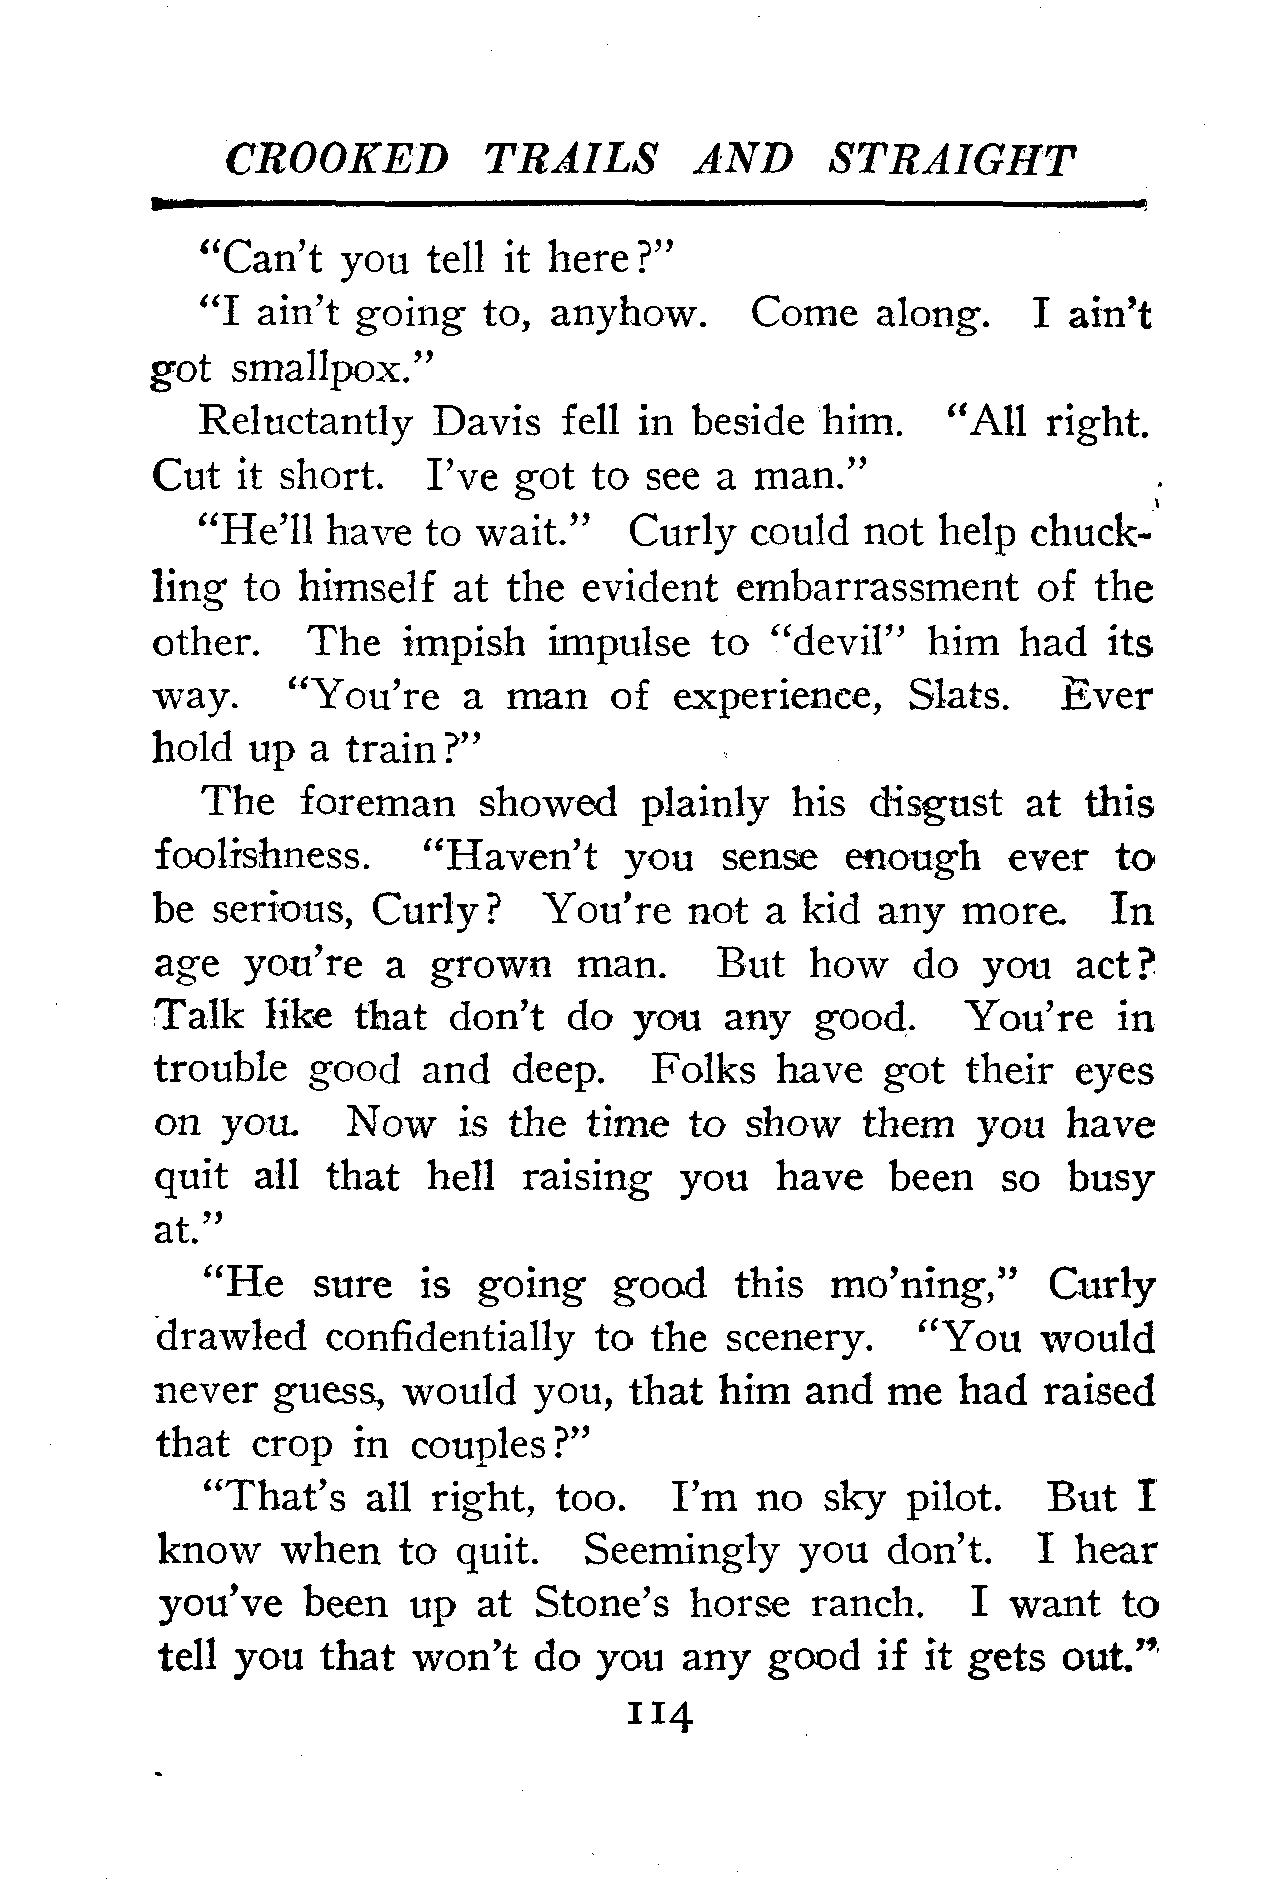 CROOKED TRAILS AND STRAIGHT
"Can't you tell it here?"
"I ain't going to, anyhow. Come along. I ain't
got smallpox."
Reluctantly Davis fell in beside him. "All right.
Cut it short. I've got to see a man."
"He'll have to wait." Curly could not help chuck-
ling to himself at the evident embarrassment of the
other. The impish impulse to "devil" him had its
way. "You're a man of experience, Slats. Ever
hold up a train?"
The foreman showed plainly his disgust at this
foolishness. "Haven't you sense enough ever to
be serious, Curly? You're not a kid any more. In
age you're a grown man. But how do you act?
Talk like that don't do you any good. You're in
trouble good and deep. Folks have got their eyes
on you. Now is the time to show them you have
quit all that hell raising you have been so busy
at."
"He sure is going good this mo'ning," Curly
drawled confidentially to the scenery. "You would
never guess, would you, that him and me had raised
that crop in couples?"
"That's all right, too. I'm no sky pilot. But I
know when to quit. Seemingly you don't. I hear
you've been up at Stone's horse ranch. I want to
tell you that won't do you any good if it gets out."
114